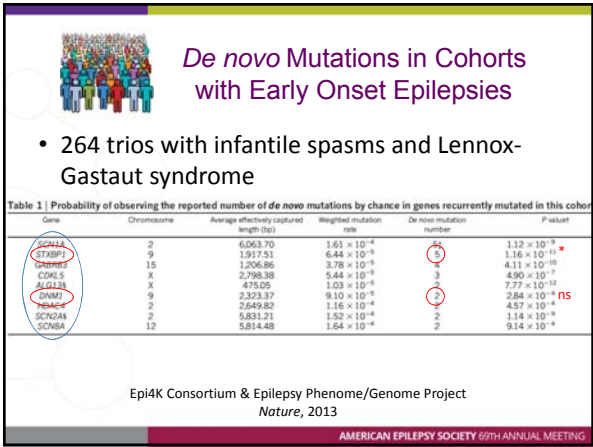 De novo Mutations in Cohorts
with Early Onset Epilepsies
• 264 trios with infantile spasms and Lennox-
Gastaut syndrome
Table 1 | Probability of observing the reported number of de novo mutations by chance in genes recurrently mutated in this cohor
Gene Chromosome Average effectively captured length (bp) Weighted mutation rate De novo mutation number P value†
SCN1A 2 6,063.70 1.61 × 10⁻⁴ 5‡ 1.12 × 10⁻⁹
STXBP1 9 1,917.51 6.44 × 10⁻⁵ 5 1.16 × 10⁻¹¹ *
GABRB3 15 1,206.86 3.78 × 10⁻⁵ 4 4.11 × 10⁻¹⁰
CDKL5 X 2,798.38 5.44 × 10⁻⁵ 3 4.90 × 10⁻⁷
ALG13§ X 475.05 1.03 × 10⁻⁵ 2 7.77 × 10⁻¹²
DNM1 9 2,323.37 9.10 × 10⁻⁵ 2 2.84 × 10⁻⁴ ns
HDAC4 2 2,649.82 1.16 × 10⁻⁴ 2 4.57 × 10⁻⁴
SCN2A§ 2 5,831.21 1.52 × 10⁻⁴ 2 1.14 × 10⁻⁹
SCN8A 12 5,814.48 1.64 × 10⁻⁴ 2 9.14 × 10⁻⁴
Epi4K Consortium & Epilepsy Phenome/Genome Project
Nature, 2013
AMERICAN EPILEPSY SOCIETY 69TH ANNUAL MEETING